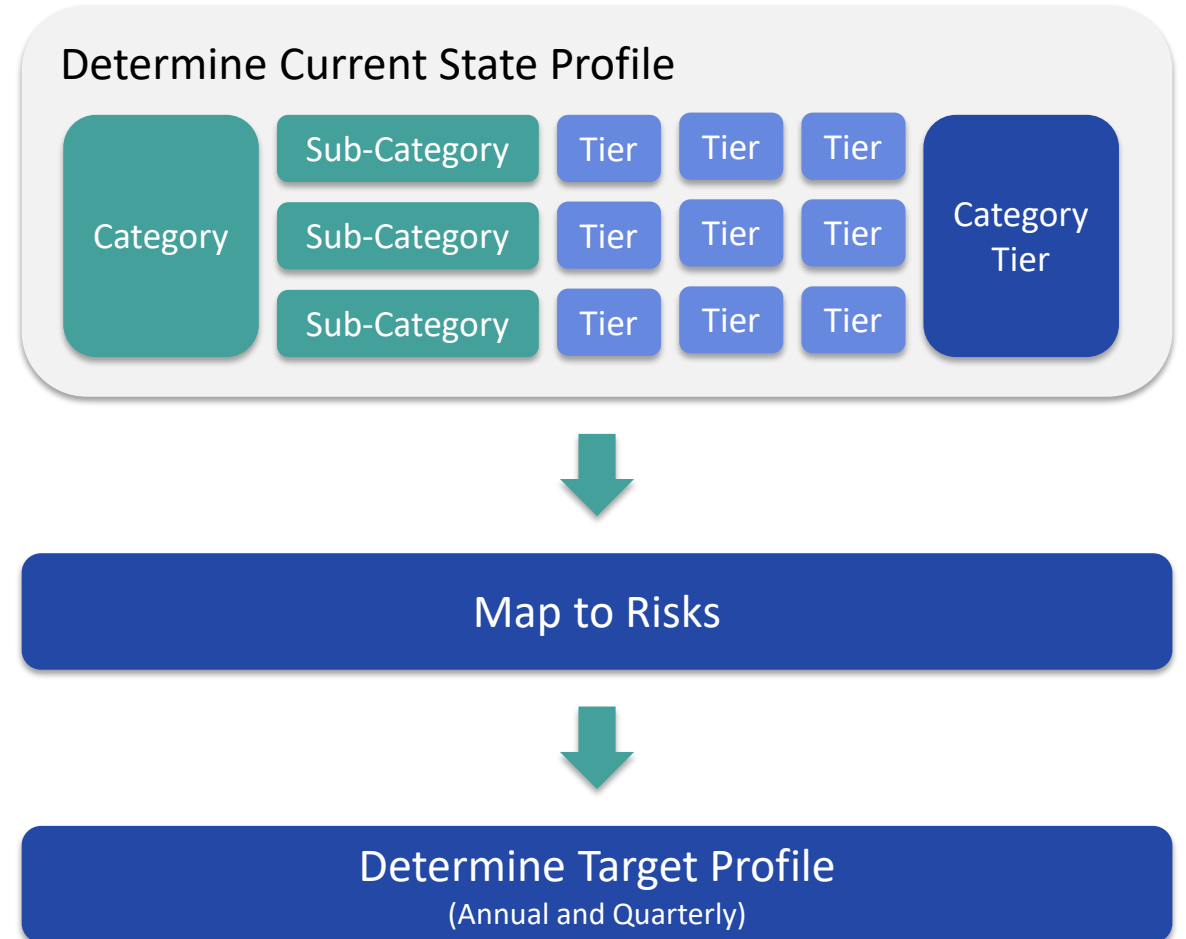 Determine Current State Profile
Category
Sub-Category
Tier
Tier
Tier
Sub-Category
Tier
Tier
Tier
Sub-Category
Tier
Tier
Tier
Category
Tier
Map to Risks
Determine Target Profile
(Annual and Quarterly)